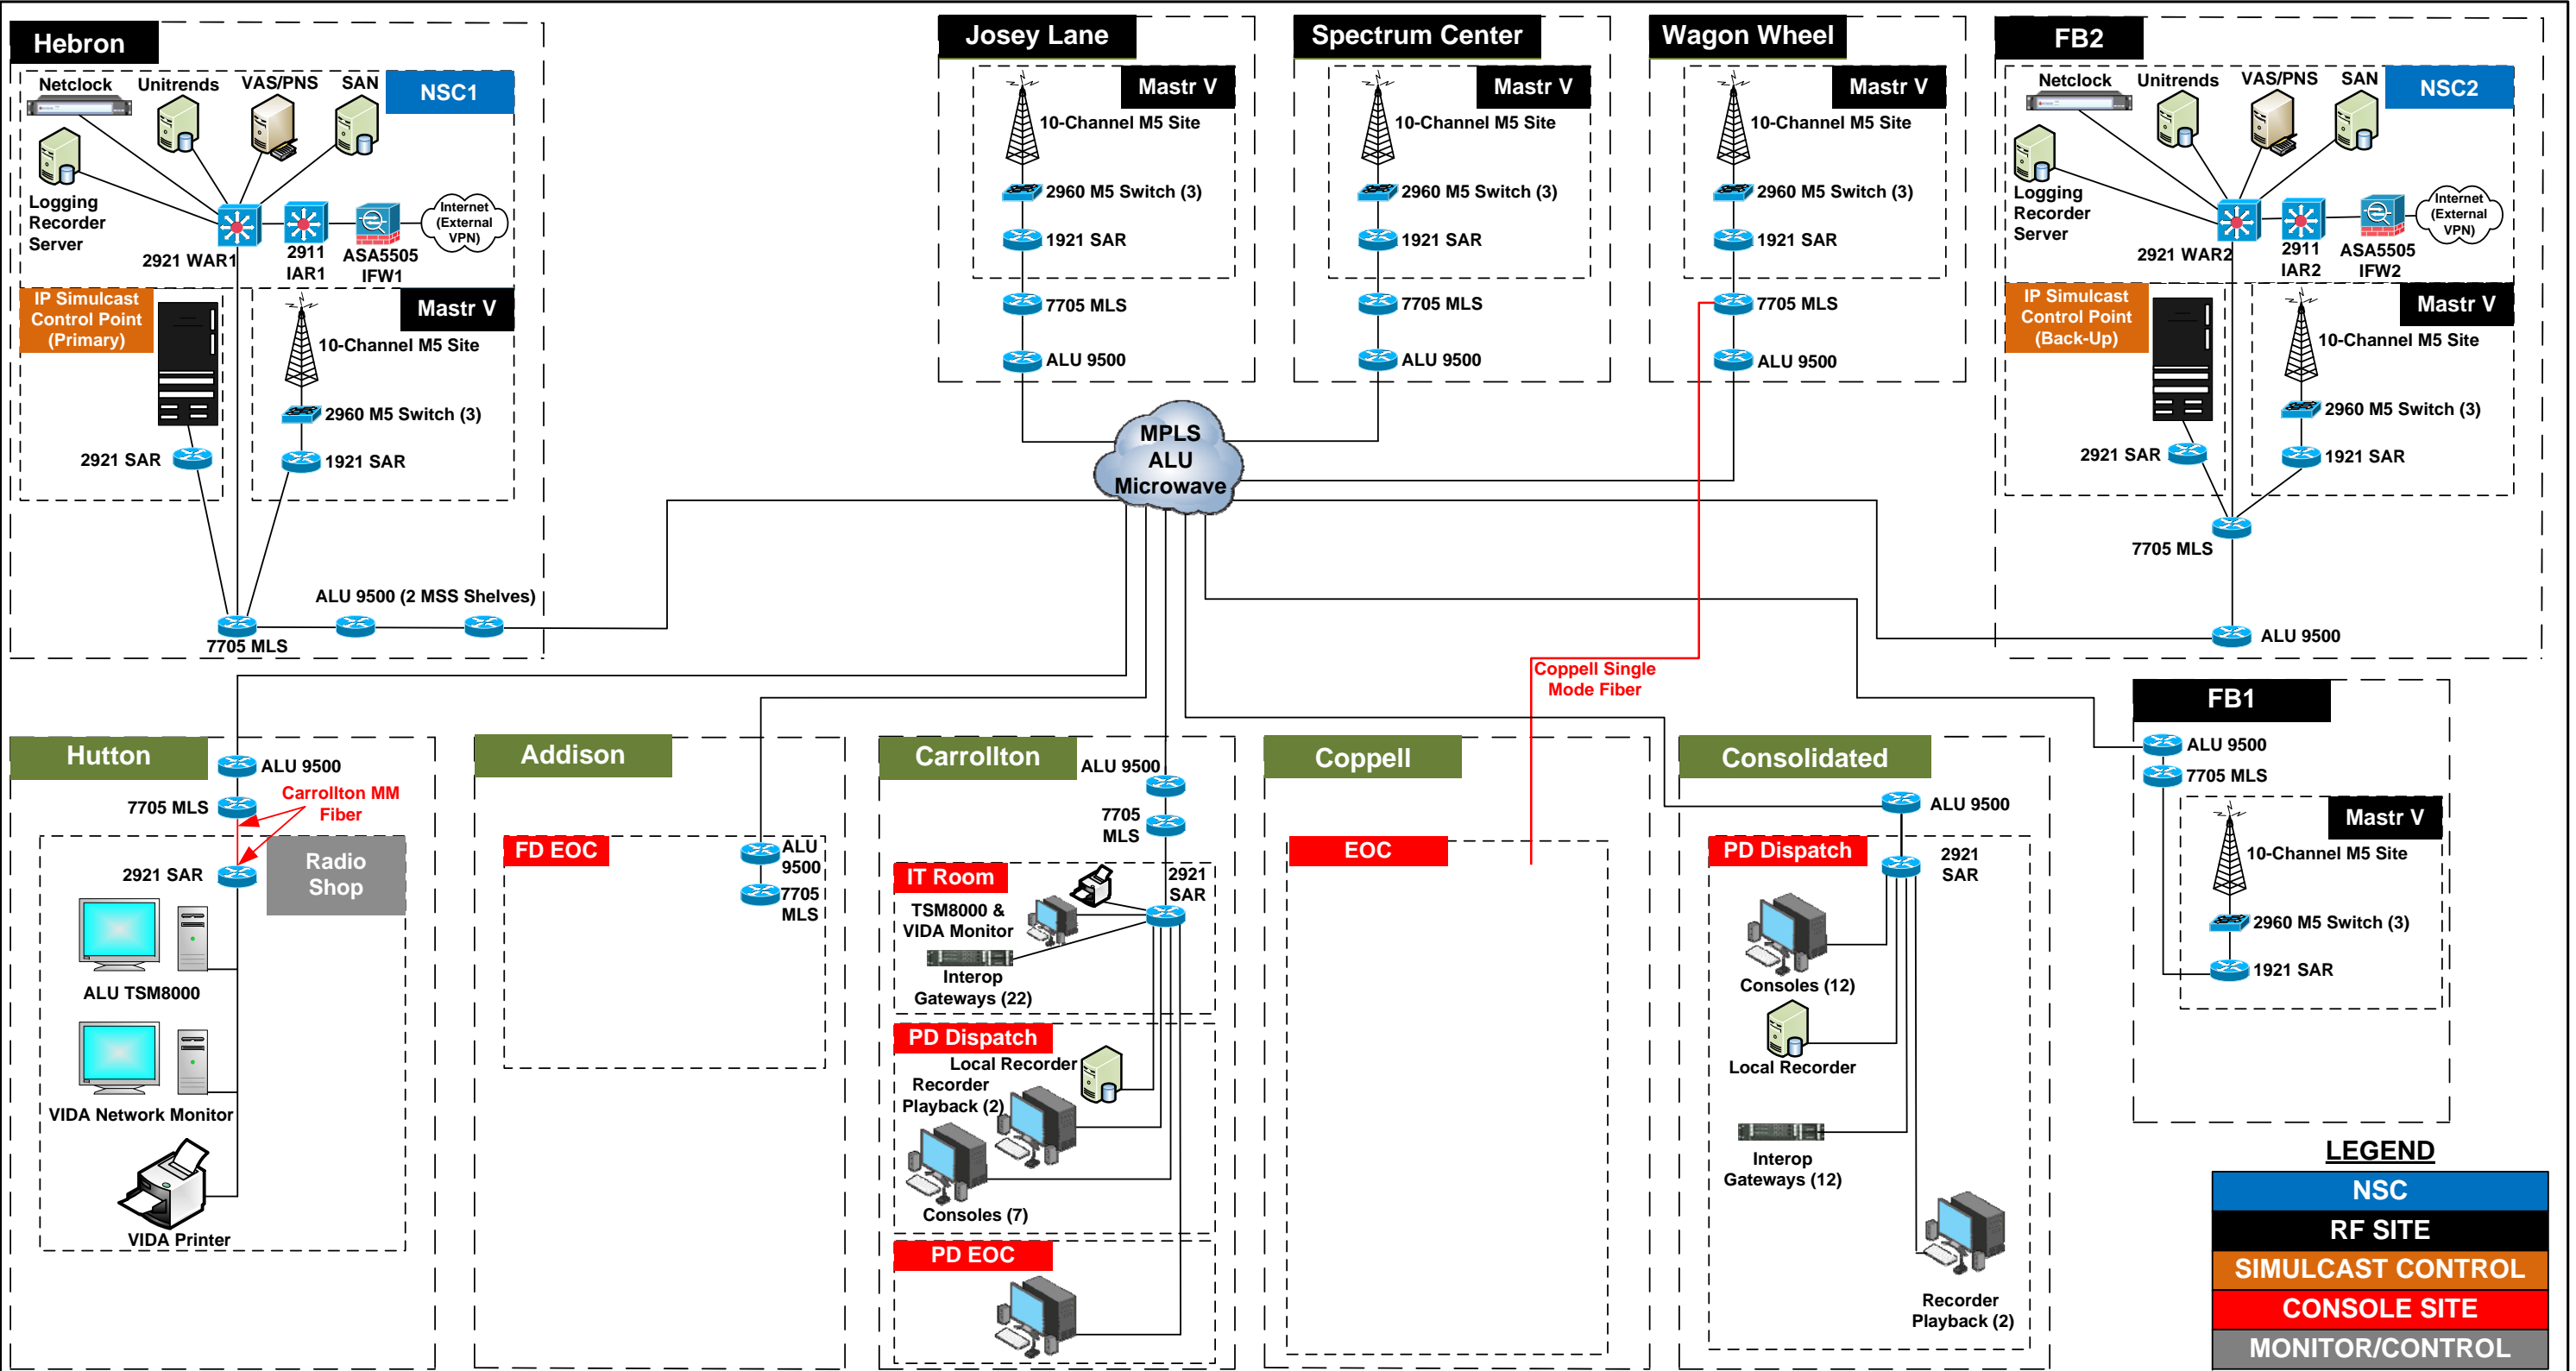 Hebron
Netclock
Unitrends
VAS/PNS
SAN
NSC1
Logging
Recorder
Server
2921 WAR1
2911
IAR1
ASA5505
IFW1
Internet
(External
VPN)
IP Simulcast
Control Point
(Primary)
Mastr V
10-Channel M5 Site
2960 M5 Switch (3)
2921 SAR
1921 SAR
ALU 9500 (2 MSS Shelves)
7705 MLS
Josey Lane
Mastr V
10-Channel M5 Site
2960 M5 Switch (3)
1921 SAR
7705 MLS
ALU 9500
Spectrum Center
Mastr V
10-Channel M5 Site
2960 M5 Switch (3)
1921 SAR
7705 MLS
ALU 9500
Wagon Wheel
Mastr V
10-Channel M5 Site
2960 M5 Switch (3)
1921 SAR
7705 MLS
ALU 9500
MPLS
ALU
Microwave
FB2
Netclock
Unitrends
VAS/PNS
SAN
NSC2
Logging
Recorder
Server
2921 WAR2
2911
IAR2
ASA5505
IFW2
Internet
(External
VPN)
IP Simulcast
Control Point
(Back-Up)
Mastr V
10-Channel M5 Site
2960 M5 Switch (3)
2921 SAR
1921 SAR
7705 MLS
ALU 9500
Coppell Single
Mode Fiber
Hutton
ALU 9500
7705 MLS
Carrollton MM
Fiber
2921 SAR
Radio
Shop
ALU TSM8000
VIDA Network Monitor
VIDA Printer
Addison
FD EOC
ALU
9500
7705
MLS
Carrollton
ALU 9500
7705
MLS
IT Room
2921
SAR
TSM8000 &
VIDA Monitor
Interop
Gateways (22)
PD Dispatch
Local Recorder
Recorder
Playback (2)
Consoles (7)
PD EOC
Coppell
EOC
Consolidated
ALU 9500
PD Dispatch
2921
SAR
Consoles (12)
Local Recorder
Interop
Gateways (12)
Recorder
Playback (2)
FB1
ALU 9500
7705 MLS
Mastr V
10-Channel M5 Site
2960 M5 Switch (3)
1921 SAR
LEGEND
NSC
RF SITE
SIMULCAST CONTROL
CONSOLE SITE
MONITOR/CONTROL